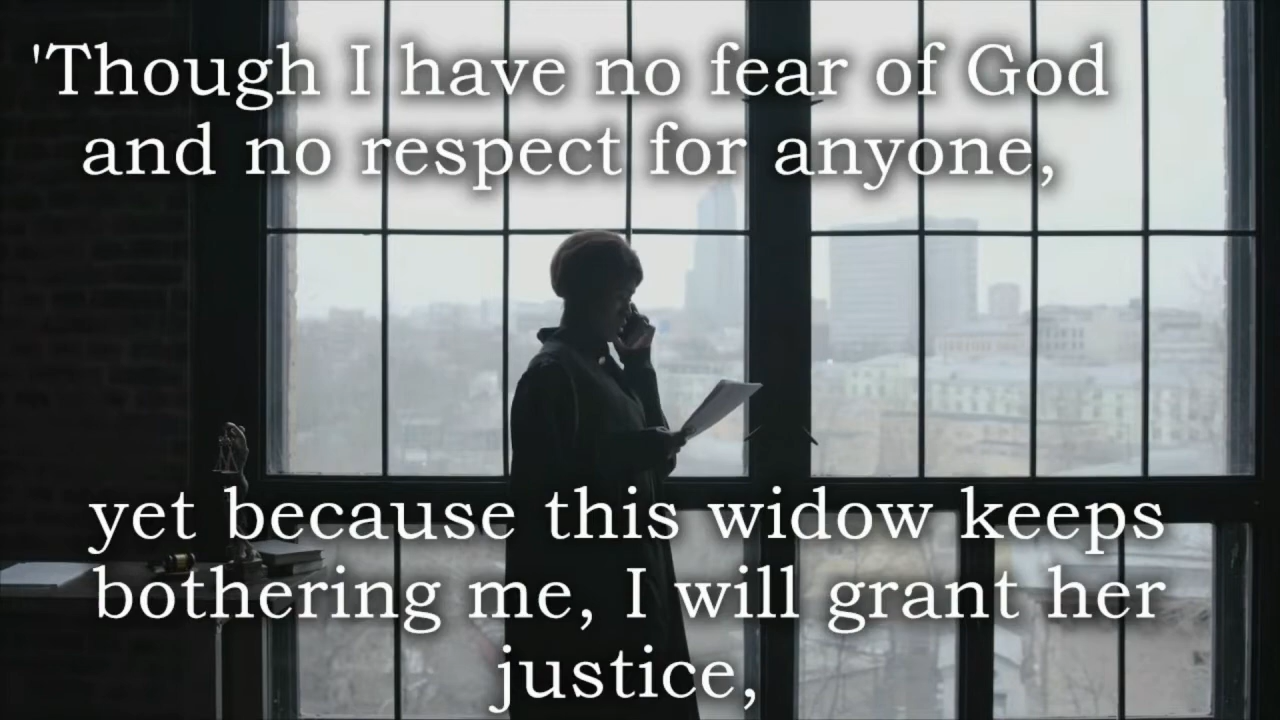 'Though I have no fear of God
and no respect for anyone,
yet because this widow keeps
bothering me, I will grant her
justice,